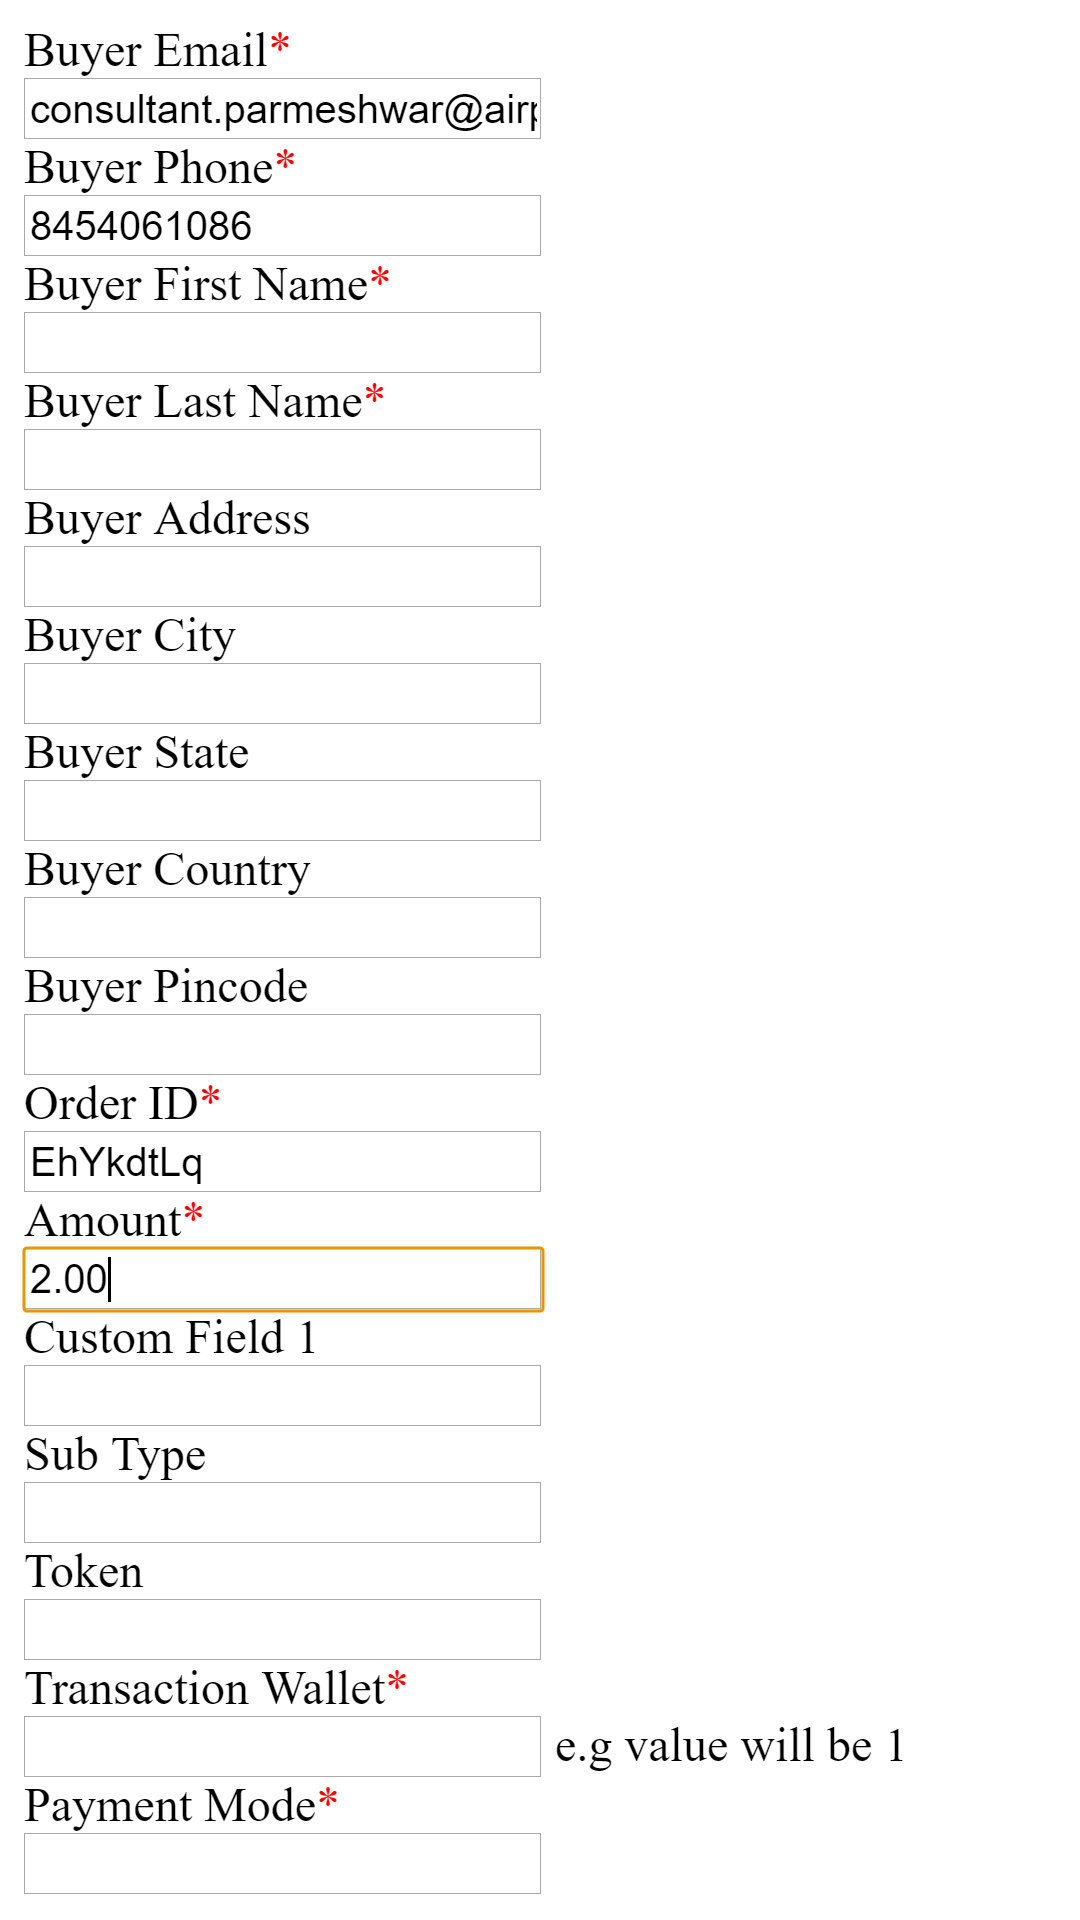 Buyer Email*
consultant.parmeshwar@air
Buyer Phone*
8454061086
Buyer First Name*
Buyer Last Name*
Buyer Address
Buyer City
Buyer State
Buyer Country
Buyer Pincode
Order ID*
EhYkdtLq
Amount*
2.00
Custom Field 1
Sub Type
Token
Transaction Wallet*
e.g value will be 1
Payment Mode*